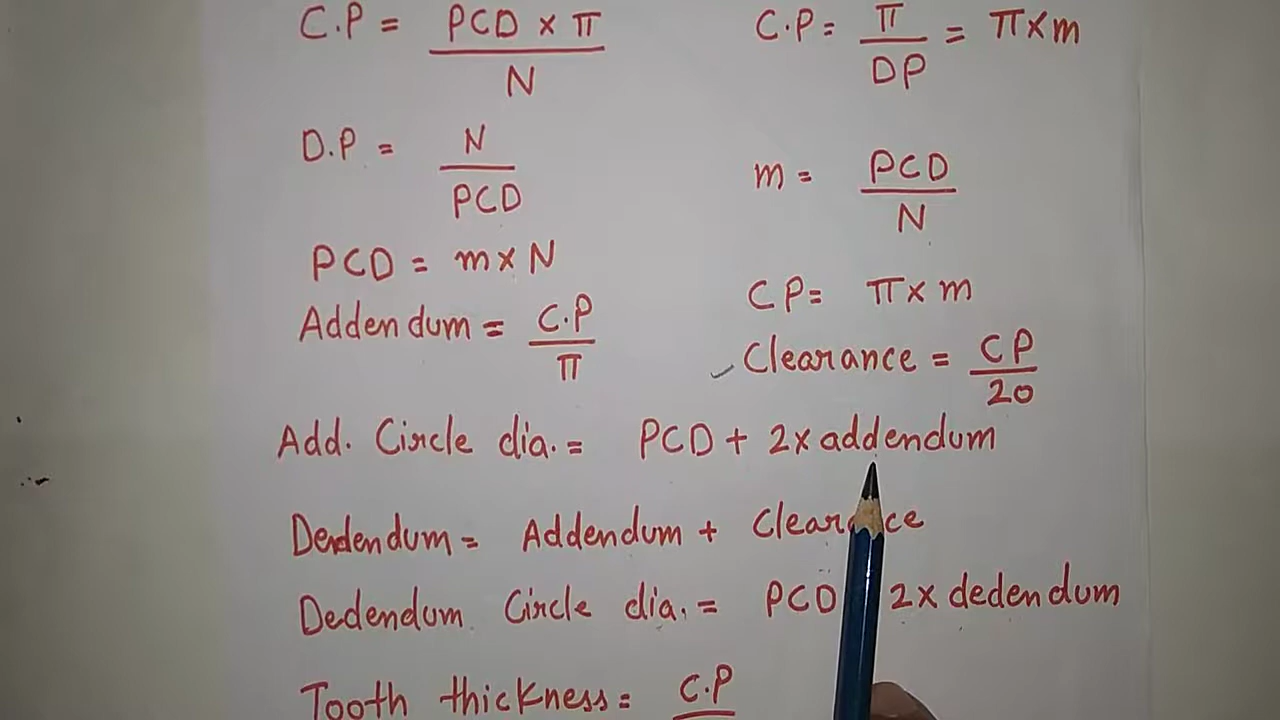 C.P = PCD x π / N
C.P = π / DP = π x m
D.P = N / PCD
m = PCD / N
PCD = m x N
CP = π x m
Addendum = C.P / π
Clearance = CP / 20
Add. Circle dia. = PCD + 2 x addendum
Dedendum = Addendum +
Dedendum Circle dia. = PCD 2 x dedendum
Tooth thickness = C.P